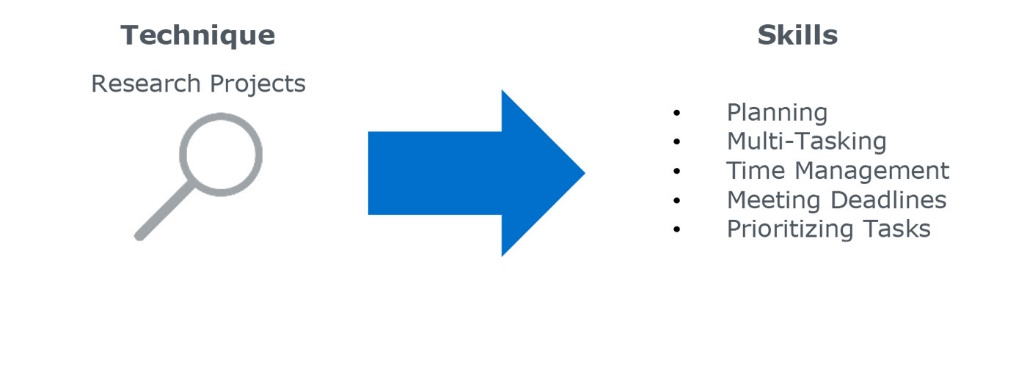 Technique
Research Projects
Skills
• Planning
• Multi-Tasking
• Time Management
• Meeting Deadlines
• Prioritizing Tasks